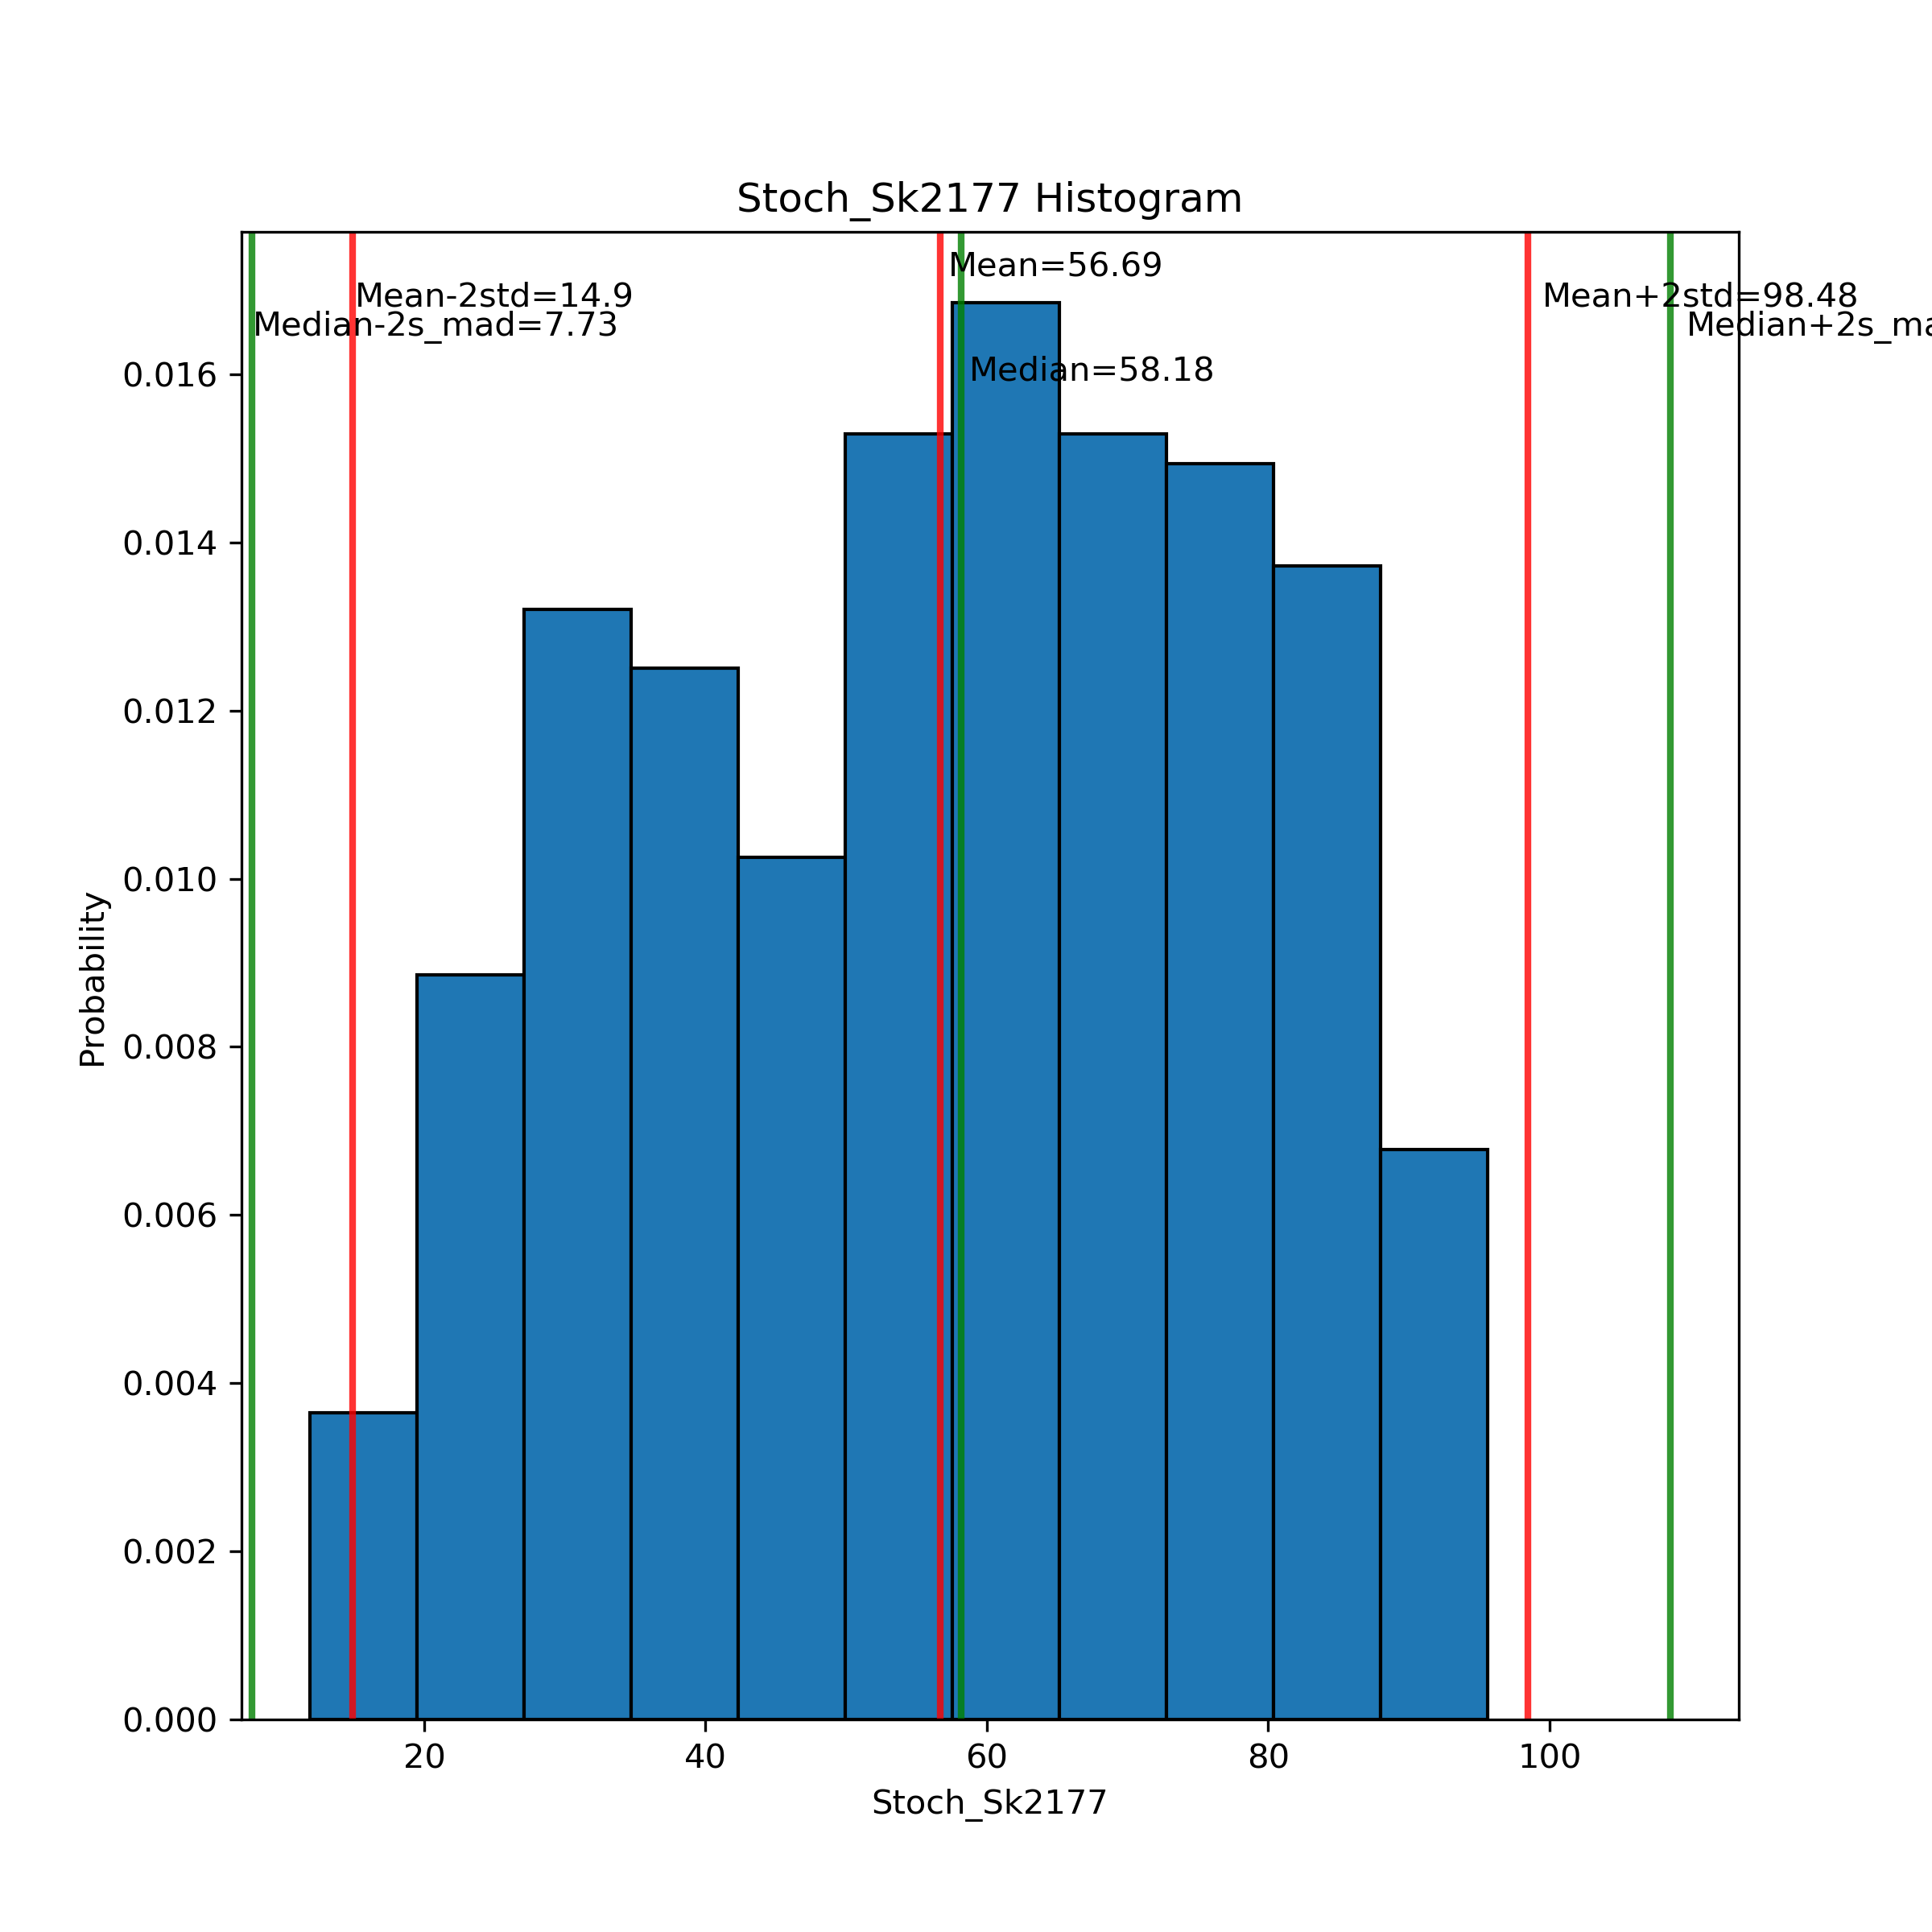 Stoch_Sk2177 Histogram
Mean=56.69
Mean-2std=14.9
Mean+2std=98.48
Median-2s_mad=7.73
Median+2s_
Median=58.18
0.016
0.014
0.012
0.010
0.008
0.006
0.004
0.002
0.000
Probability
20 40 60 80 100
Stoch_Sk2177